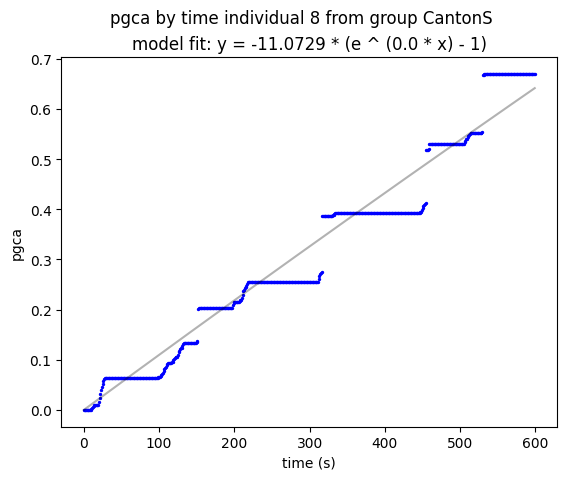 pgca by time individual 8 from group CantonS
model fit: y = -11.0729 * (e ^ (0.0 * x) - 1)
0.7
0.6
0.5
0.4
0.3
0.2
0.1
0.0
pgca
0 100 200 300 400 500 600
time (s)